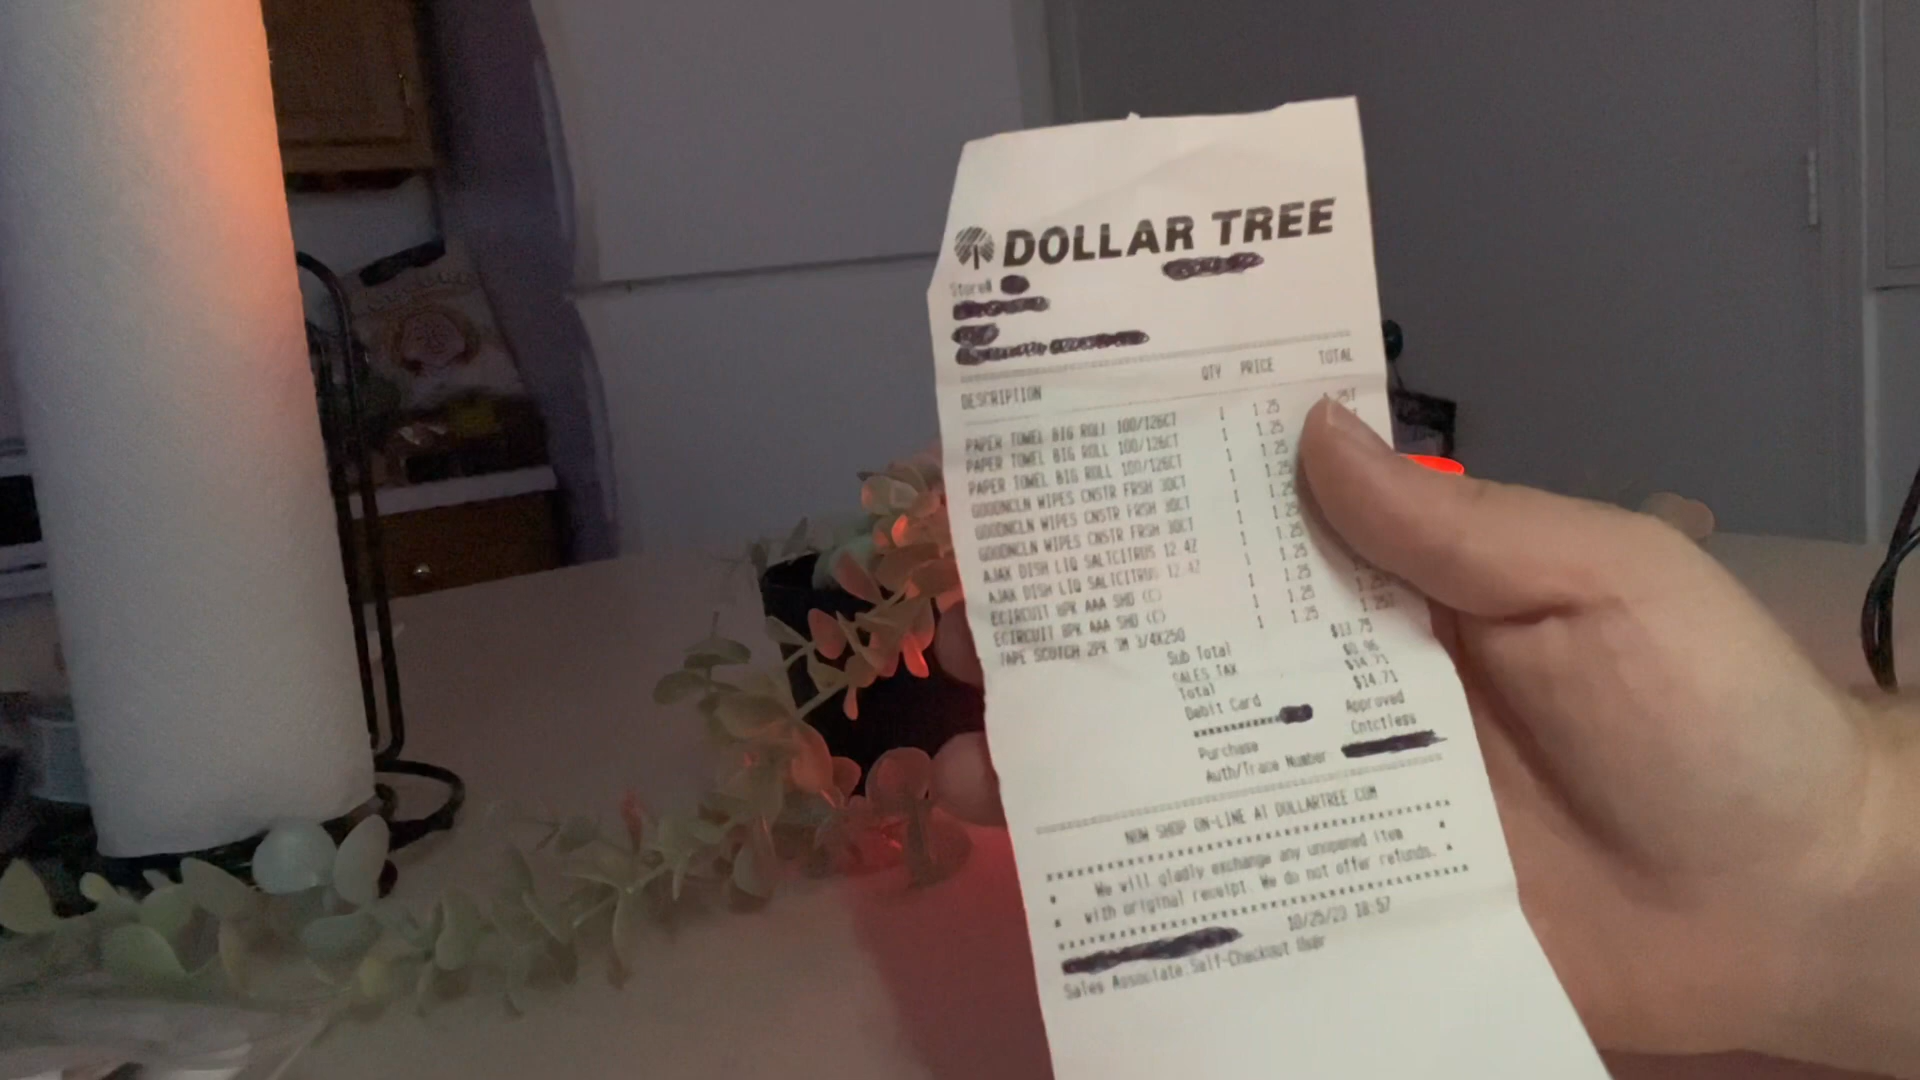 DOLLAR TREE
Store#
DESCRIPTION QTY PRICE TOTAL
PAPER TOWEL BIG ROLL 100/126CT 1 1.25 1.25T
PAPER TOWEL BIG ROLL 100/126CT 1 1.25
PAPER TOWEL BIG ROLL 100/126CT 1 1.25
GOODNCLN WIPES CNSTR FRSH 30CT 1 1.25
GOODNCLN WIPES CNSTR FRSH 30CT 1 1.25
GOODNCLN WIPES CNSTR FRSH 30CT 1 1.25
AJAX DISH LIQ SALTCITRUS 12.4Z 1 1.25
AJAX DISH LIQ SALTCITRUS 12.4Z 1 1.25
ECIRCUIT 8PK AAA SHD (C) 1 1.25
ECIRCUIT 8PK AAA SHD (C) 1 1.25 1.25T
TAPE SCOTCH 2PK 3M 3/4X250 1 1.25 1.25T
Sub Total $13.75
SALES TAX $0.96
Total $14.71
Debit Card $14.71
************ Approved
Purchase Cntctless
Auth/Trace Number
NOW SHOP ON-LINE AT DOLLARTREE.COM
* We will gladly exchange any unopened item *
* with original receipt. We do not offer refunds. *
10/25/23 18:57
Sales Associate:Self-Checkout User